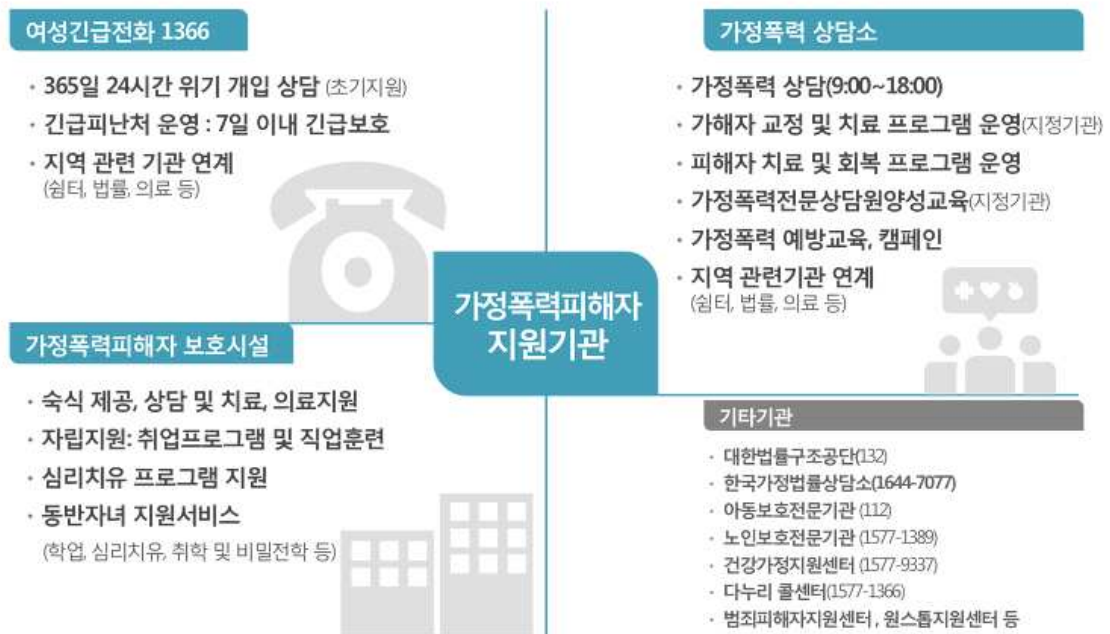 여성긴급전화 1366
· 365일 24시간 위기 개입 상담 (초기지원)
· 긴급피난처 운영 : 7일 이내 긴급보호
· 지역 관련 기관 연계
(쉼터, 법률, 의료 등)
가정폭력 상담소
· 가정폭력 상담(9:00~18:00)
· 가해자 교정 및 치료 프로그램 운영(지정기관)
· 피해자 치료 및 회복 프로그램 운영
· 가정폭력전문상담원양성교육(지정기관)
· 가정폭력 예방교육, 캠페인
· 지역 관련기관 연계
(쉼터, 법률, 의료 등)
가정폭력피해자
지원기관
가정폭력피해자 보호시설
· 숙식 제공, 상담 및 치료, 의료지원
· 자립지원: 취업프로그램 및 직업훈련
· 심리치유 프로그램 지원
· 동반자녀 지원서비스
(학업, 심리치유, 취학 및 비밀전학 등)
기타기관
· 대한법률구조공단(132)
· 한국가정법률상담소(1644-7077)
· 아동보호전문기관 (112)
· 노인보호전문기관 (1577-1389)
· 건강가정지원센터 (1577-9337)
· 다누리 콜센터(1577-1366)
· 범죄피해자지원센터 , 원스톱지원센터 등